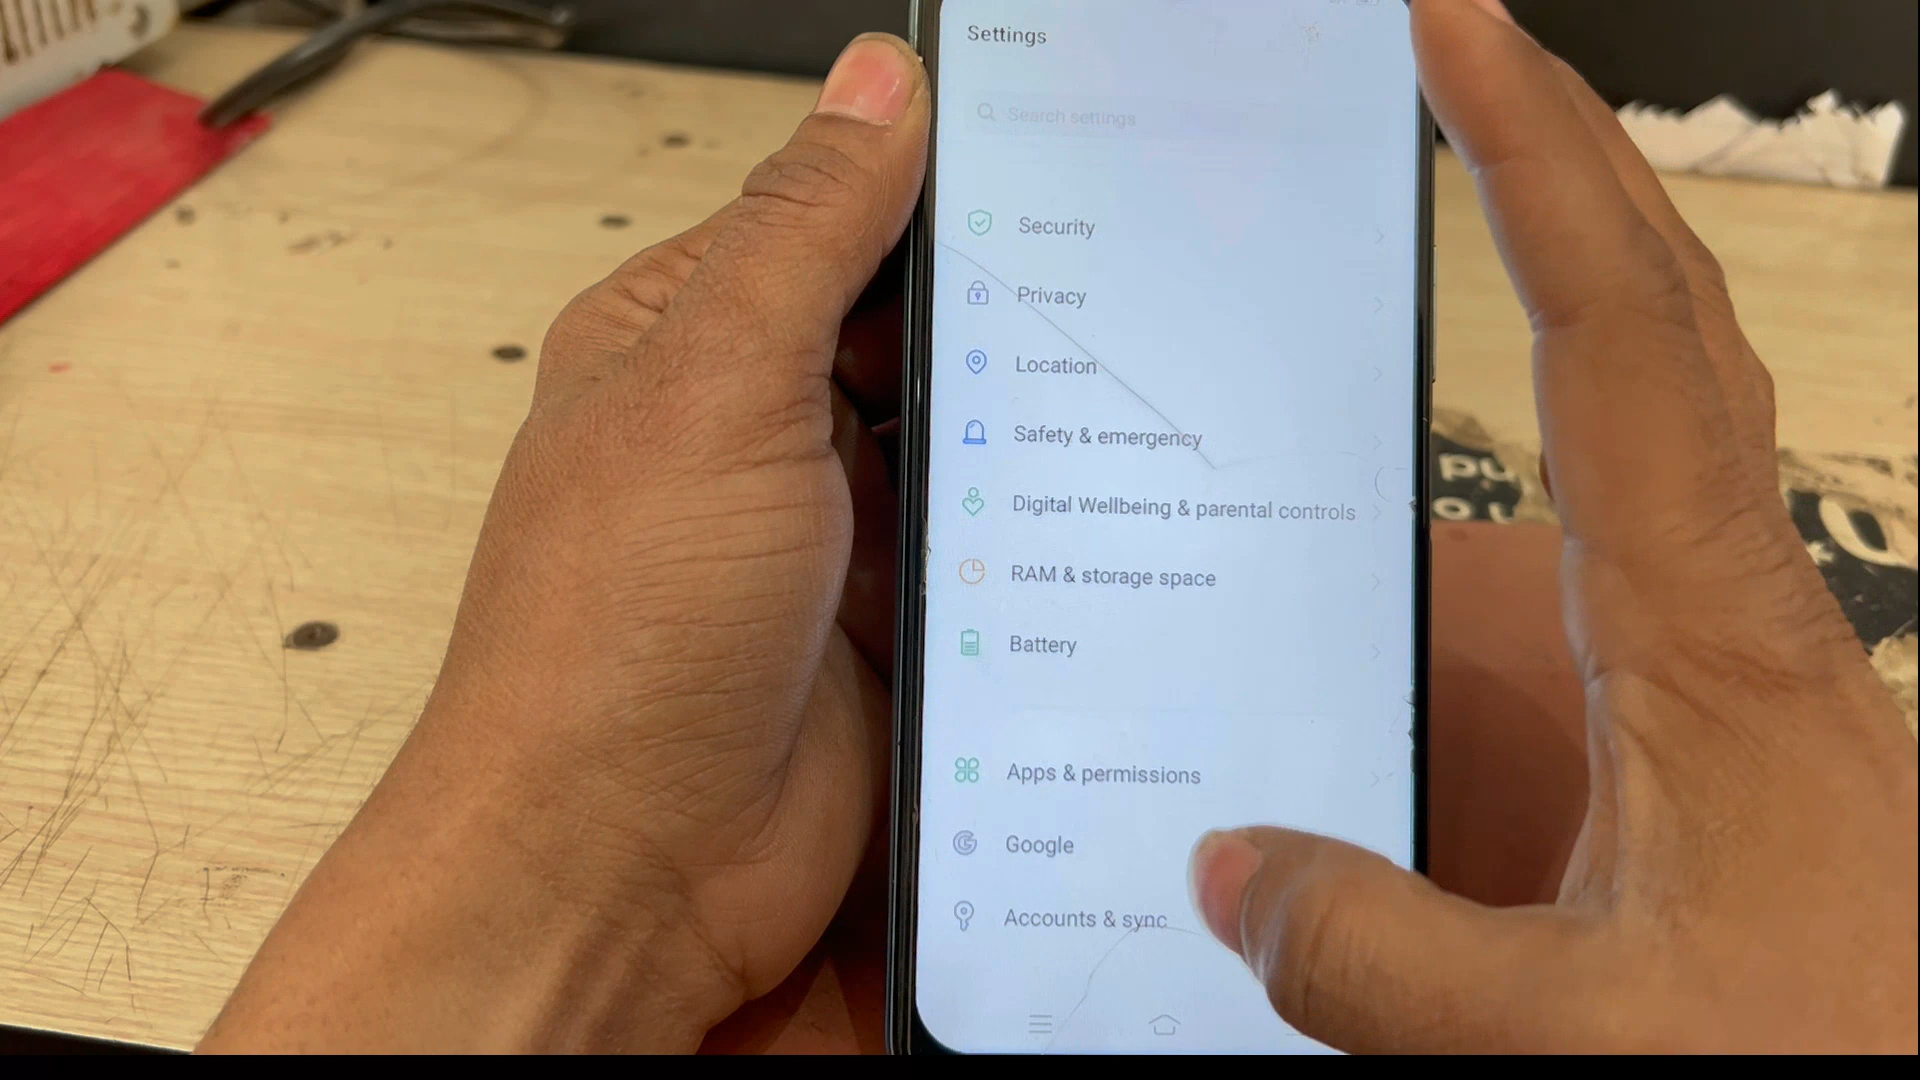 Settings
Search settings
Security
Privacy
Location
Safety & emergency
Digital Wellbeing & parental controls
RAM & storage space
Battery
Apps & permissions
Google
Accounts & sync